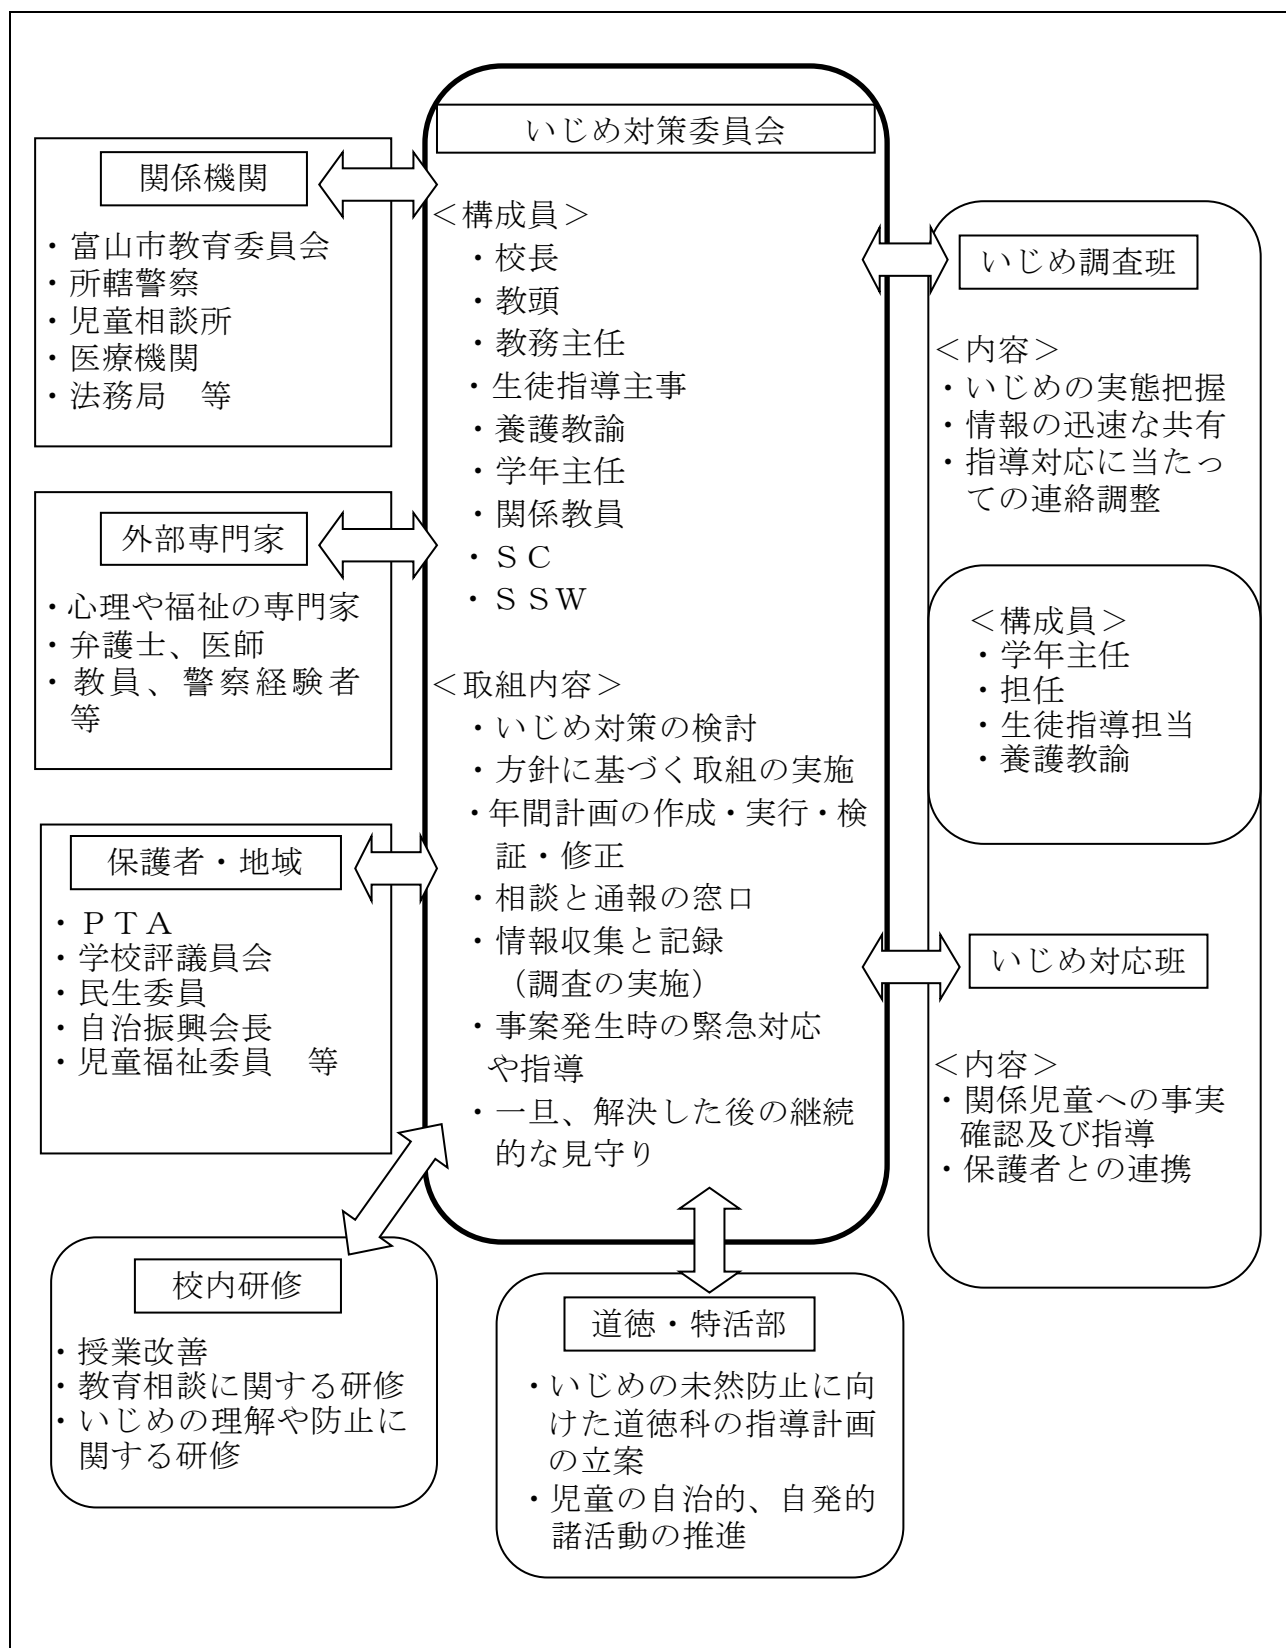 いじめ対策委員会
＜構成員＞
・校長
・教頭
・教務主任
・生徒指導主事
・養護教諭
・学年主任
・関係教員
・ＳＣ
・ＳＳＷ
＜取組内容＞
・いじめ対策の検討
・方針に基づく取組の実施
・年間計画の作成・実行・検
証・修正
・相談と通報の窓口
・情報収集と記録
（調査の実施）
・事案発生時の緊急対応
や指導
・一旦、解決した後の継続
的な見守り
関係機関
・富山市教育委員会
・所轄警察
・児童相談所
・医療機関
・法務局　等
外部専門家
・心理や福祉の専門家
・弁護士、医師
・教員、警察経験者
等
保護者・地域
・ＰＴＡ
・学校評議員会
・民生委員
・自治振興会長
・児童福祉委員　等
いじめ調査班
＜内容＞
・いじめの実態把握
・情報の迅速な共有
・指導対応に当たっ
ての連絡調整
＜構成員＞
・学年主任
・担任
・生徒指導担当
・養護教諭
いじめ対応班
＜内容＞
・関係児童への事実
確認及び指導
・保護者との連携
校内研修
・授業改善
・教育相談に関する研修
・いじめの理解や防止に
関する研修
道徳・特活部
・いじめの未然防止に向
けた道徳科の指導計画
の立案
・児童の自治的、自発的
諸活動の推進